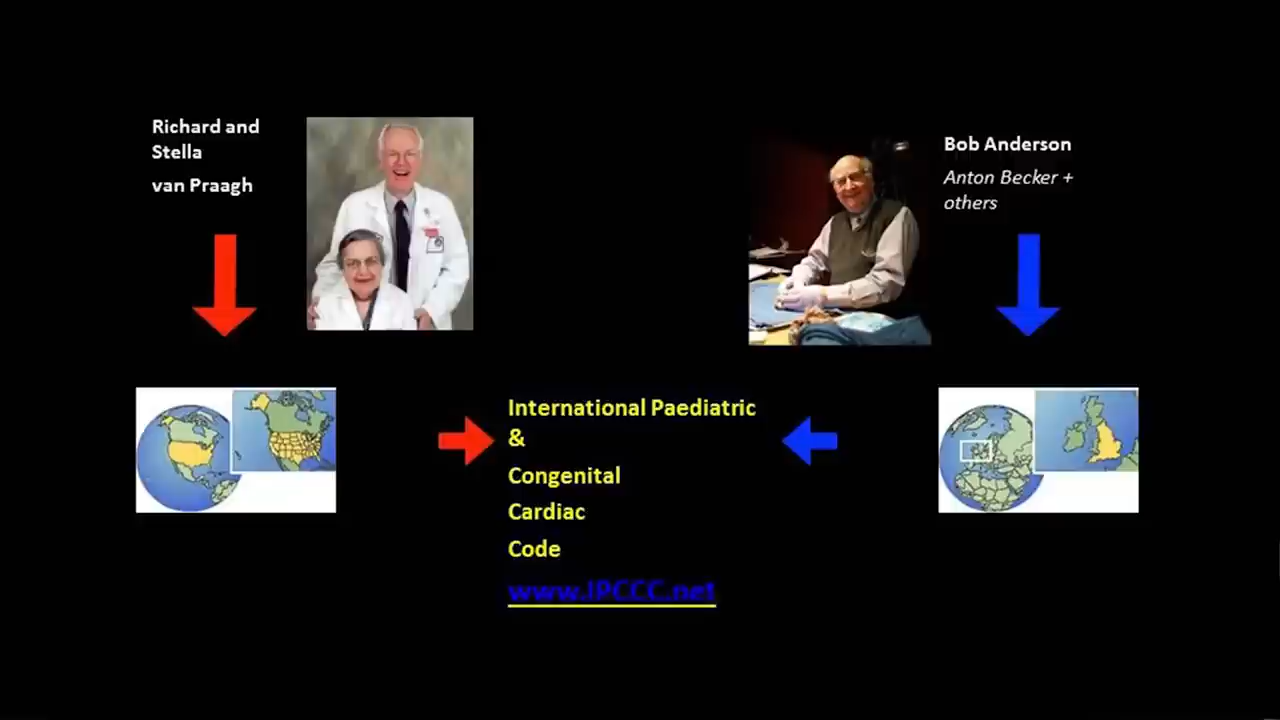 Richard and
Stella
van Praagh
Bob Anderson
Anton Becker +
others
International Paediatric
&
Congenital
Cardiac
Code
www.IPCCC.net